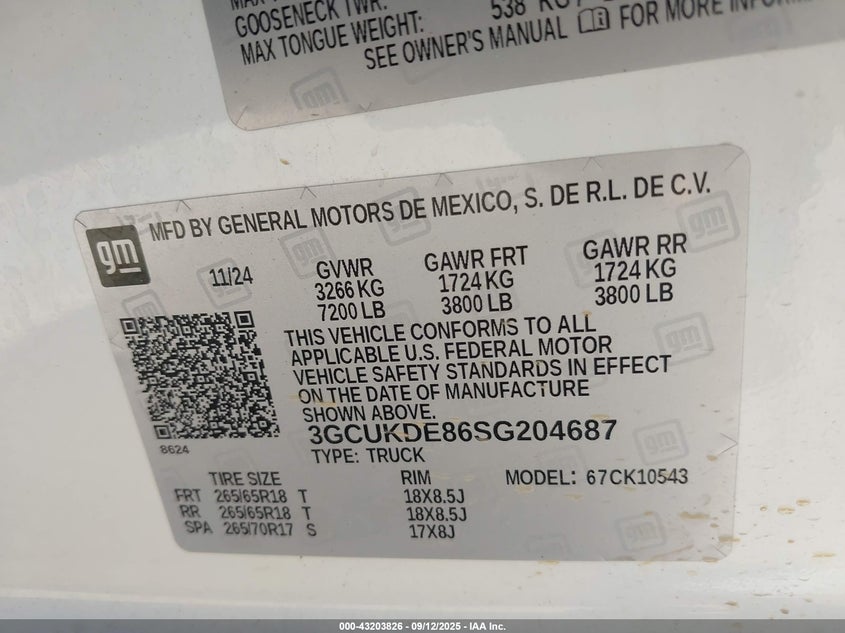 GOOSENECK TWR:
MAX TONGUE WEIGHT: 538 KG
SEE OWNER'S MANUAL FOR MORE
gm
MFD BY GENERAL MOTORS DE MEXICO, S. DE R.L. DE C.V.
11/24 GVWR GAWR FRT GAWR RR
3266 KG 1724 KG 1724 KG
7200 LB 3800 LB 3800 LB
THIS VEHICLE CONFORMS TO ALL
APPLICABLE U.S. FEDERAL MOTOR
VEHICLE SAFETY STANDARDS IN EFFECT
ON THE DATE OF MANUFACTURE
SHOWN ABOVE.
8624
3GCUKDE86SG204687
TYPE: TRUCK
TIRE SIZE RIM MODEL: 67CK10543
FRT 265/65R18 T 18X8.5J
RR 265/65R18 T 18X8.5J
SPA 265/70R17 S 17X8J
000-43203826 - 09/12/2025 - IAA Inc.